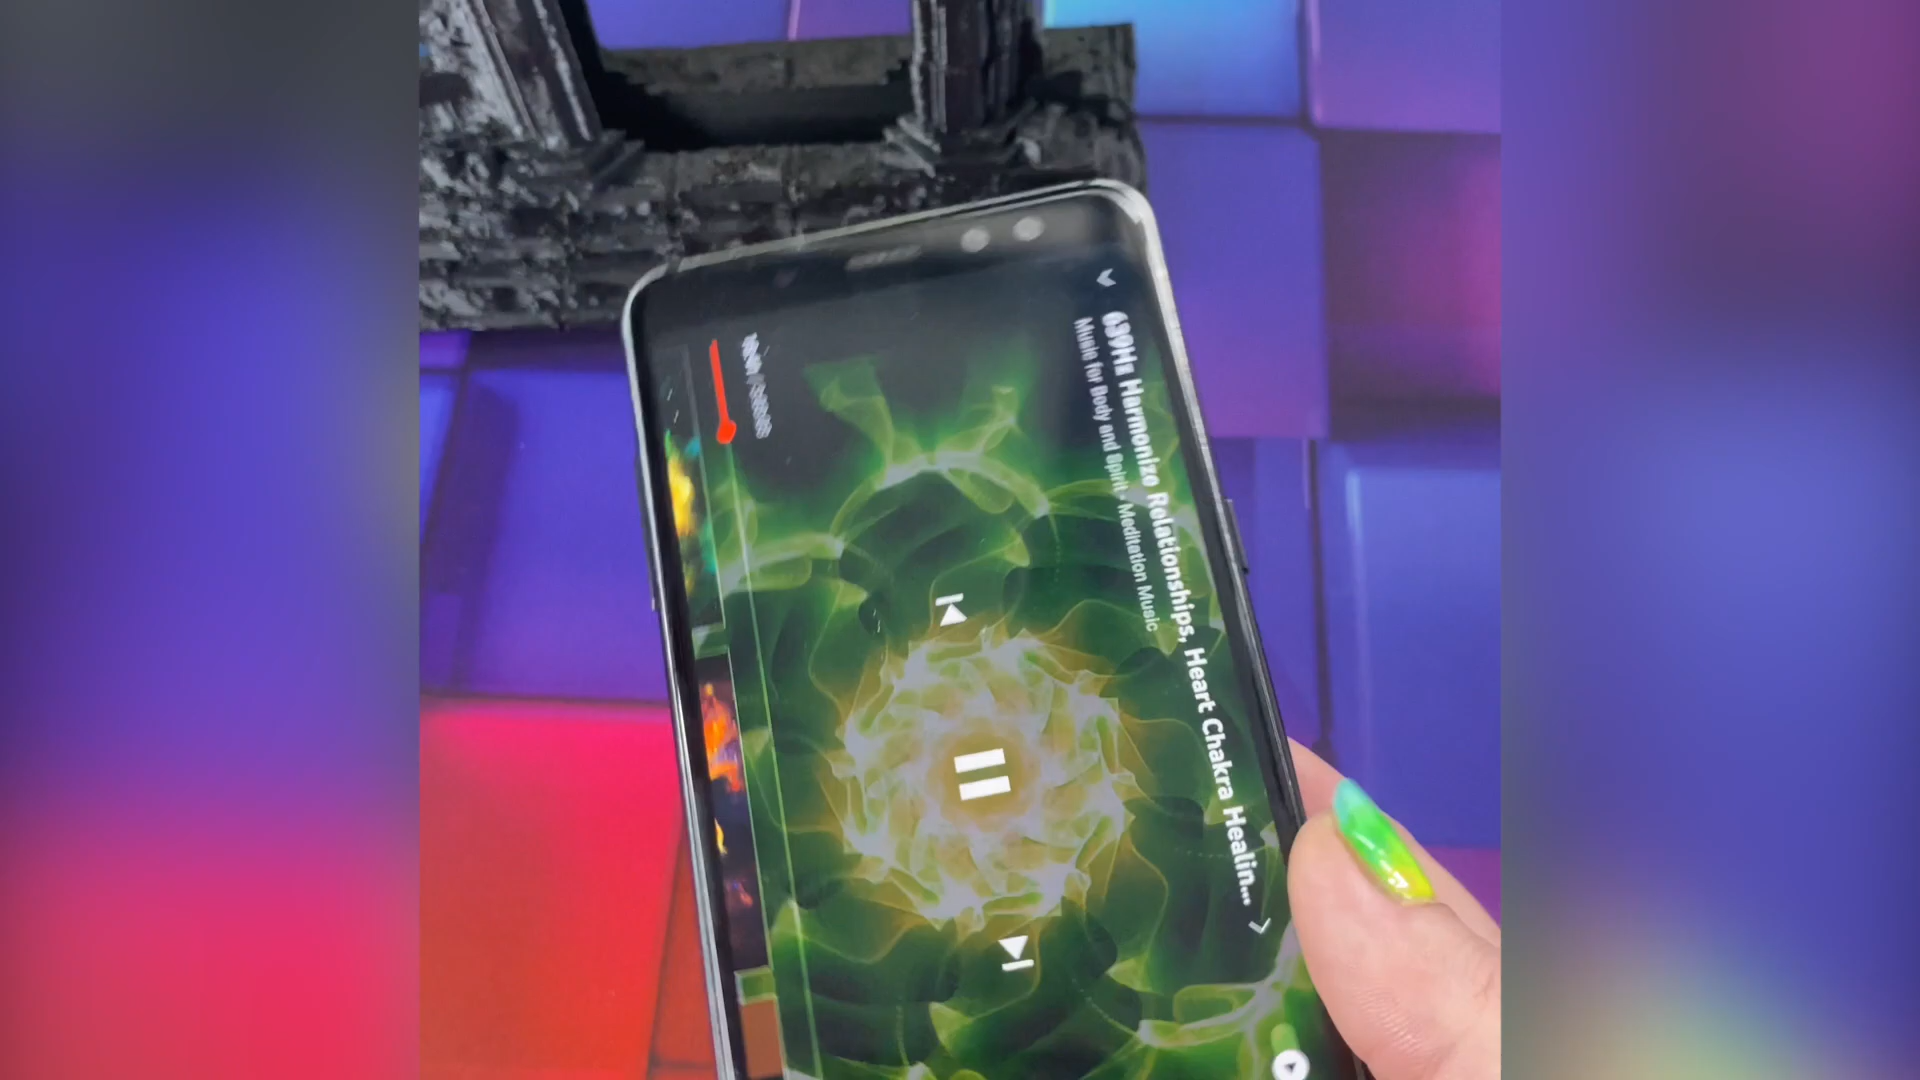 639Hz Harmonize Relationships, Heart Chakra Healin...
Music for Body and Spirit - Meditation Music